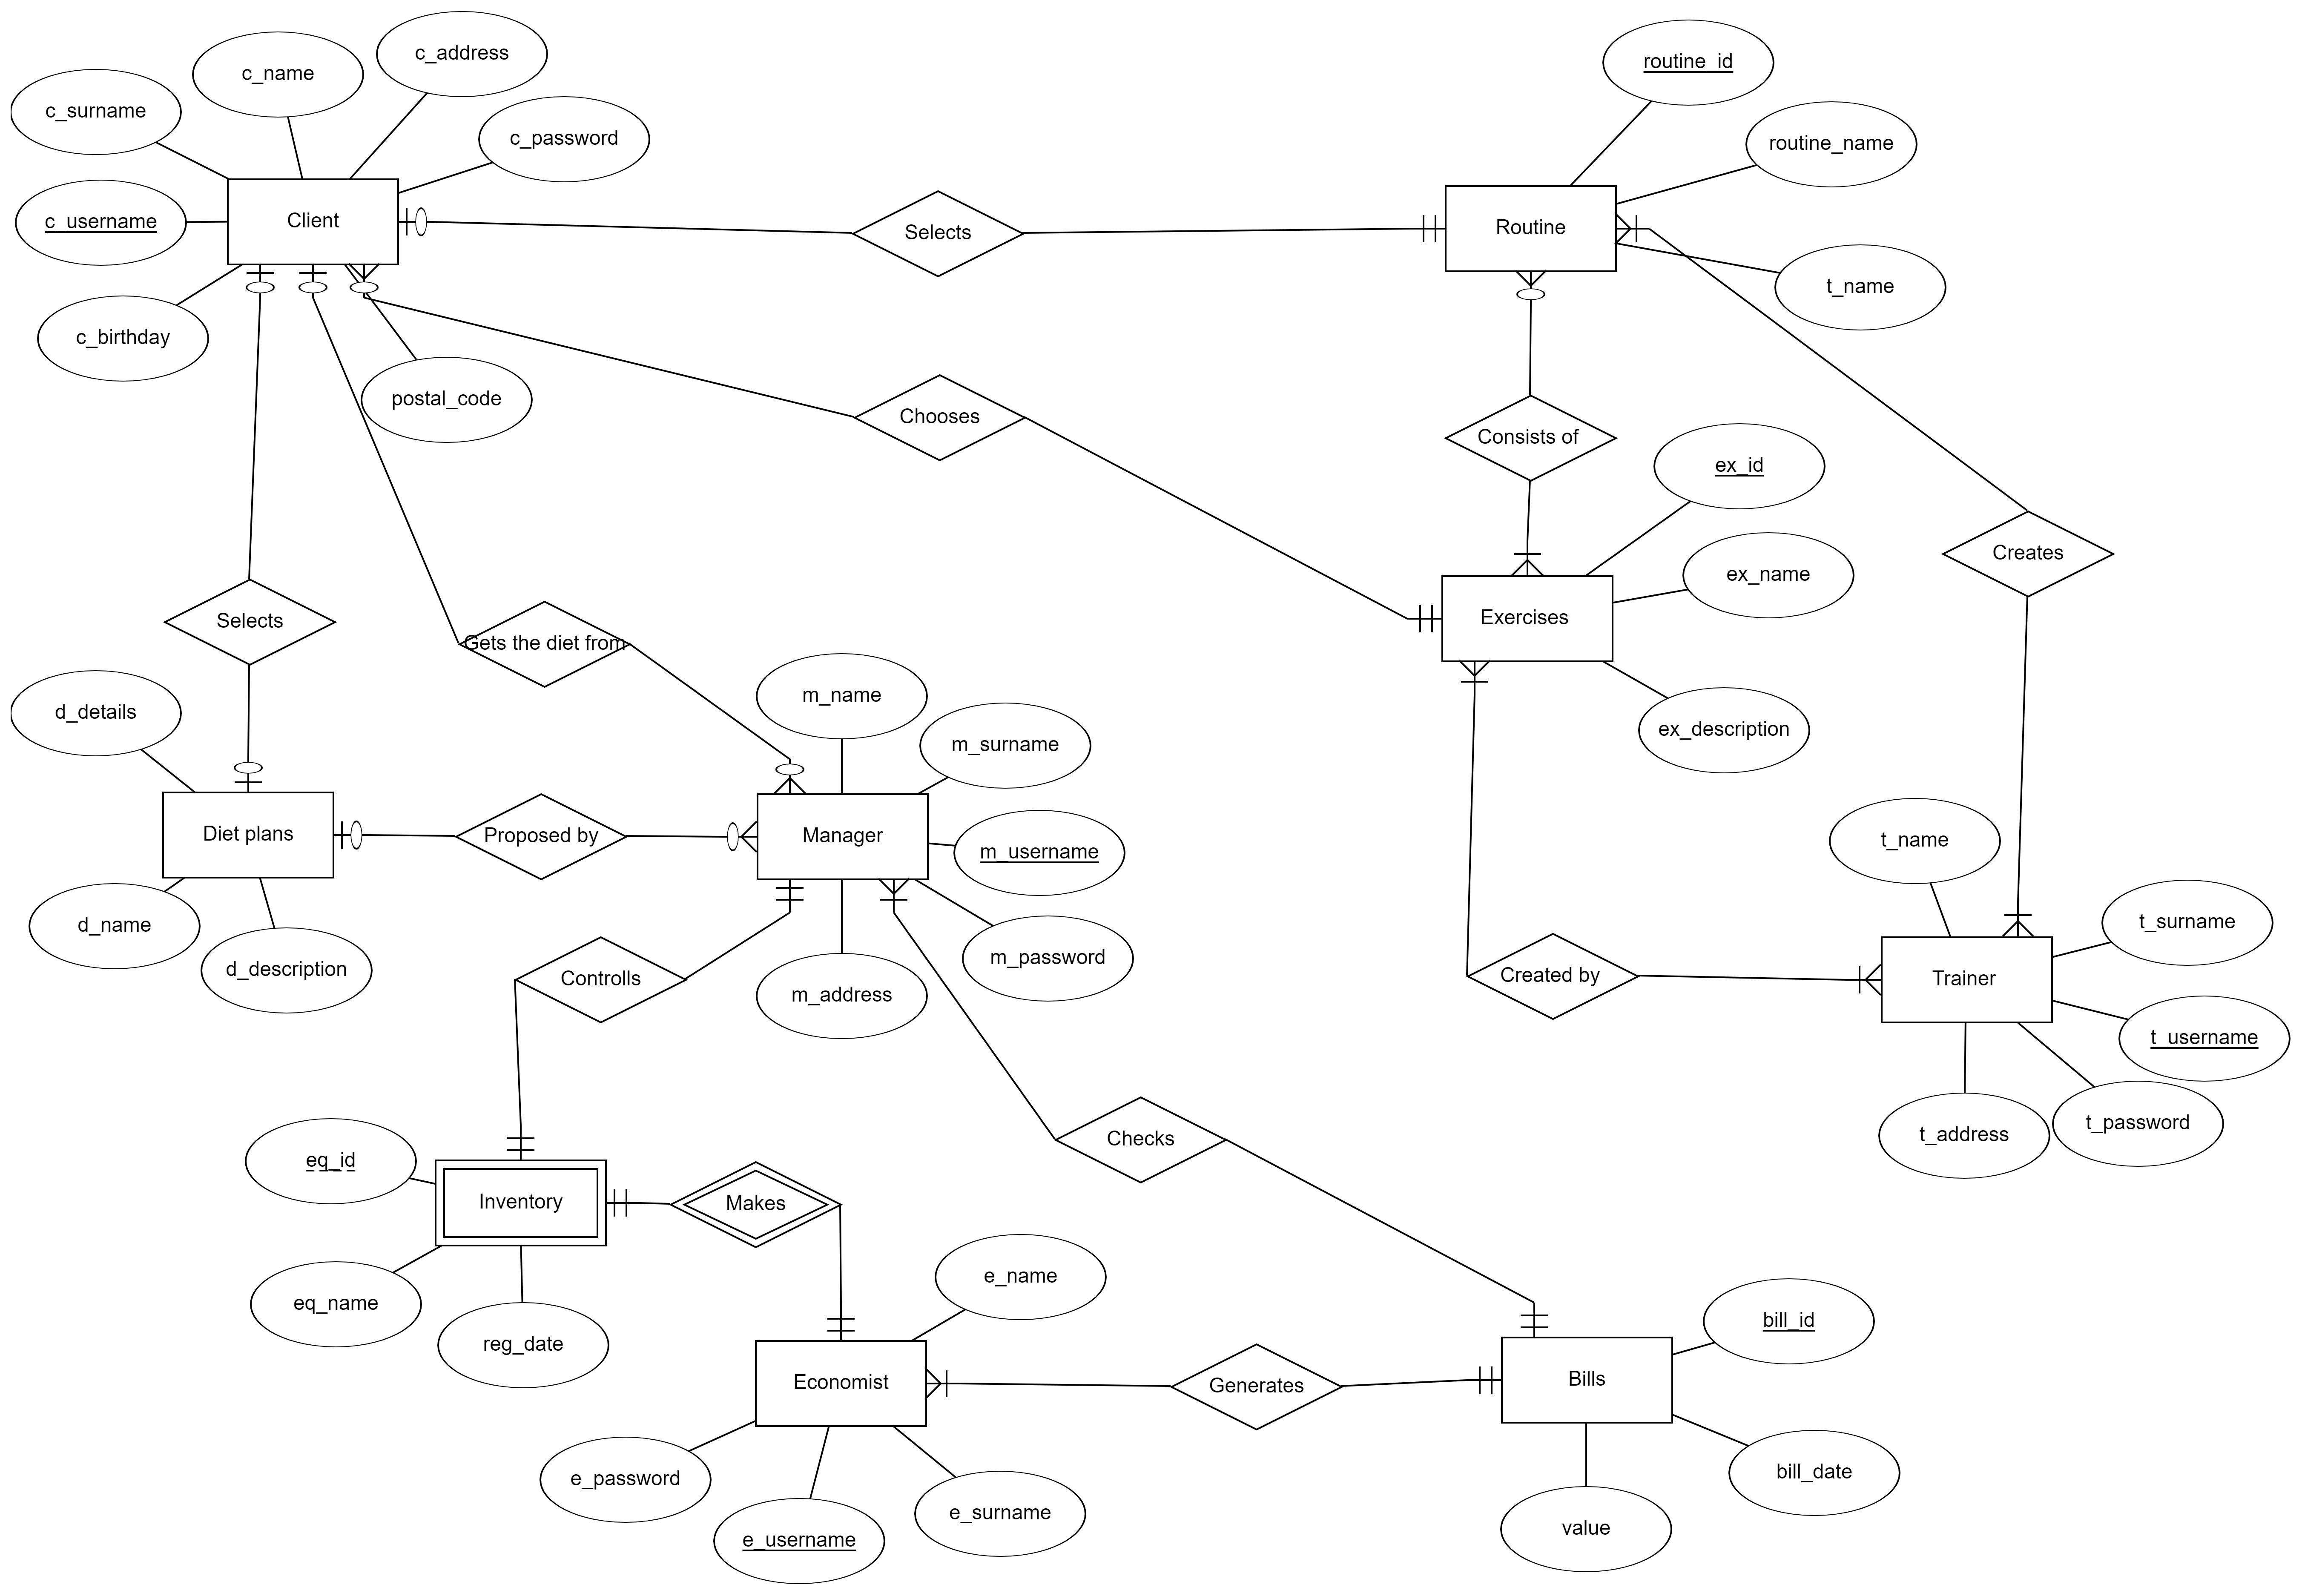 c_address
c_name
c_surname
c_password
c_username
Client
c_birthday
postal_code
Selects
routine_id
routine_name
Routine
t_name
Chooses
Consists of
ex_id
ex_name
Exercises
ex_description
Creates
Selects
Gets the diet from
d_details
Diet plans
d_name
d_description
Proposed by
m_name
m_surname
Manager
m_username
m_password
m_address
Controlls
Created by
t_name
t_surname
Trainer
t_username
t_password
t_address
Checks
eq_id
Inventory
Makes
eq_name
reg_date
e_name
Economist
Generates
e_password
e_username
e_surname
bill_id
Bills
bill_date
value